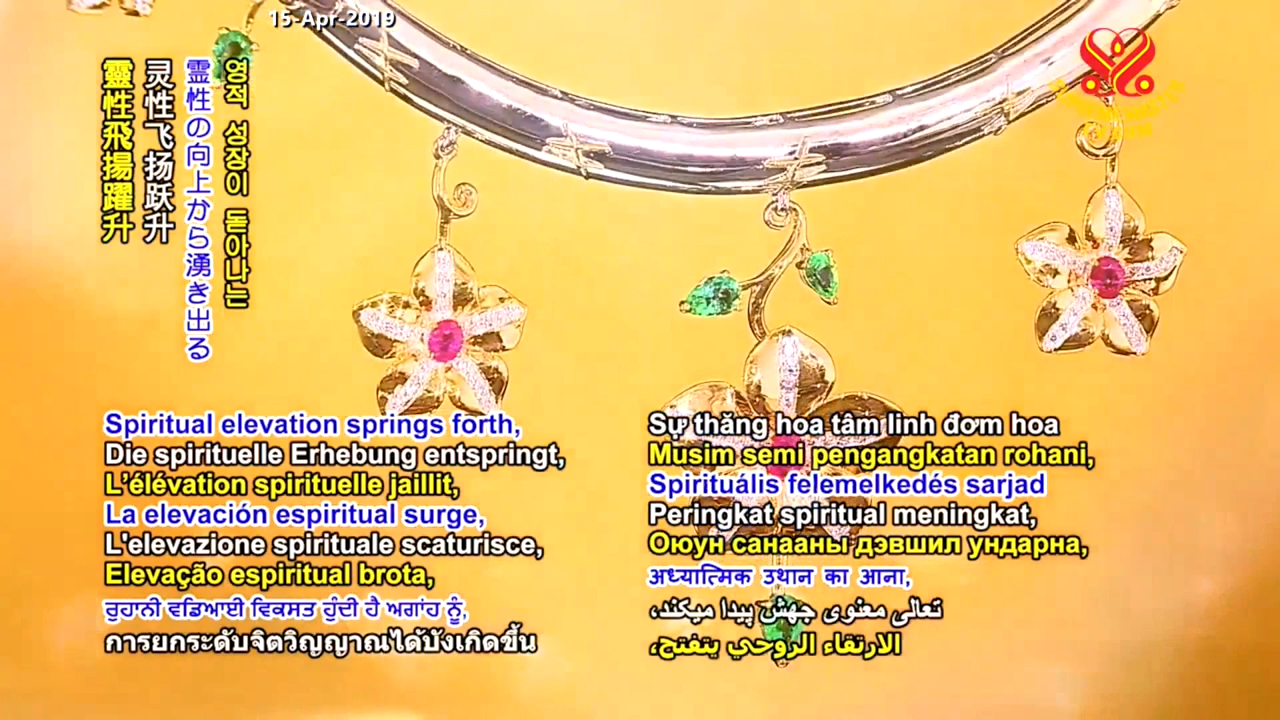 15-Apr-2019
靈性飛揚躍升
灵性飞扬跃升
霊性の向上から湧き出る
영적 성장이 돋아나는
Spiritual elevation springs forth,
Die spirituelle Erhebung entspringt,
L'élévation spirituelle jaillit,
La elevación espiritual surge,
L'elevazione spirituale scaturisce,
Elevação espiritual brota,
ਰੁਹਾਨੀ ਵਡਿਆਈ ਵਿਕਸਤ ਹੁੰਦੀ ਹੈ ਅਗਾਂਹ ਨੂੰ,
การยกระดับจิตวิญญาณได้บังเกิดขึ้น
Sự thăng hoa tâm linh đơm hoa
Musim semi pengangkatan rohani,
Spirituális felemelkedés sarjad
Peringkat spiritual meningkat,
Оюун санааны дэвшил ундарна,
अध्यात्मिक उथान का आना,
تعالی معنوی جهش پیدا میکند،
الارتقاء الروحي يتفتح،